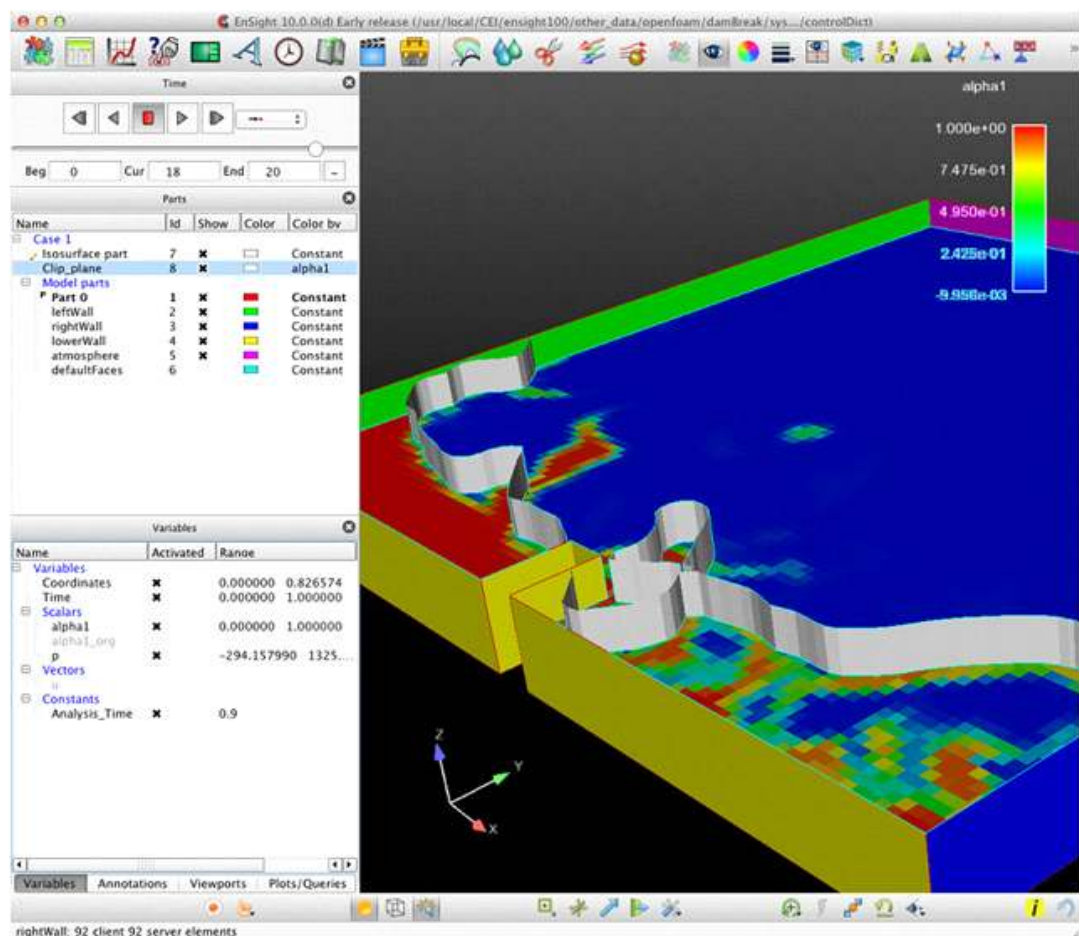 EnSight 10.0.0(d) Early release (/usr/local/CEI/ensight100/other_data/openfoam/damBreak/sys.../controlDict)
Time
Beg 0 Cur 18 End 20
Parts
Name Id Show Color Color by
Case 1
Isosurface part 7 Constant
Clip_plane 8 alpha1
Model parts
Part 0 1 Constant
leftWall 2 Constant
rightWall 3 Constant
lowerWall 4 Constant
atmosphere 5 Constant
defaultFaces 6 Constant
Variables
Name Activated Range
Variables
Coordinates 0.000000 0.826574
Time 0.000000 1.000000
Scalars
alpha1 0.000000 1.000000
alpha1_org
p -294.157990 1325....
Vectors
Constants
Analysis_Time 0.9
Variables Annotations Viewports Plots/Queries
rightWall: 92 client 92 server elements
alpha1
1.000e+00
7.475e-01
4.950e-01
2.425e-01
-9.956e-03
Z
Y
X